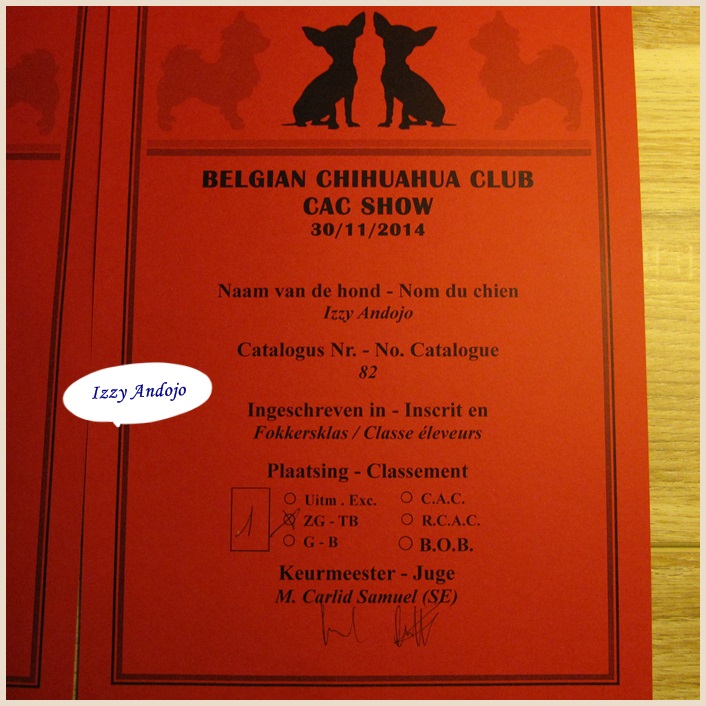 BELGIAN CHIHUAHUA CLUB
CAC SHOW
30/11/2014
Naam van de hond - Nom du chien
Izzy Andojo
Catalogus Nr. - No. Catalogue
82
Izzy Andojo
Ingeschreven in - Inscrit en
Fokkersklas / Classe éleveurs
Plaatsing - Classement
1
Uitm . Exc.
C.A.C.
ZG - TB
R.C.A.C.
G - B
B.O.B.
Keurmeester - Juge
M. Carlid Samuel (SE)